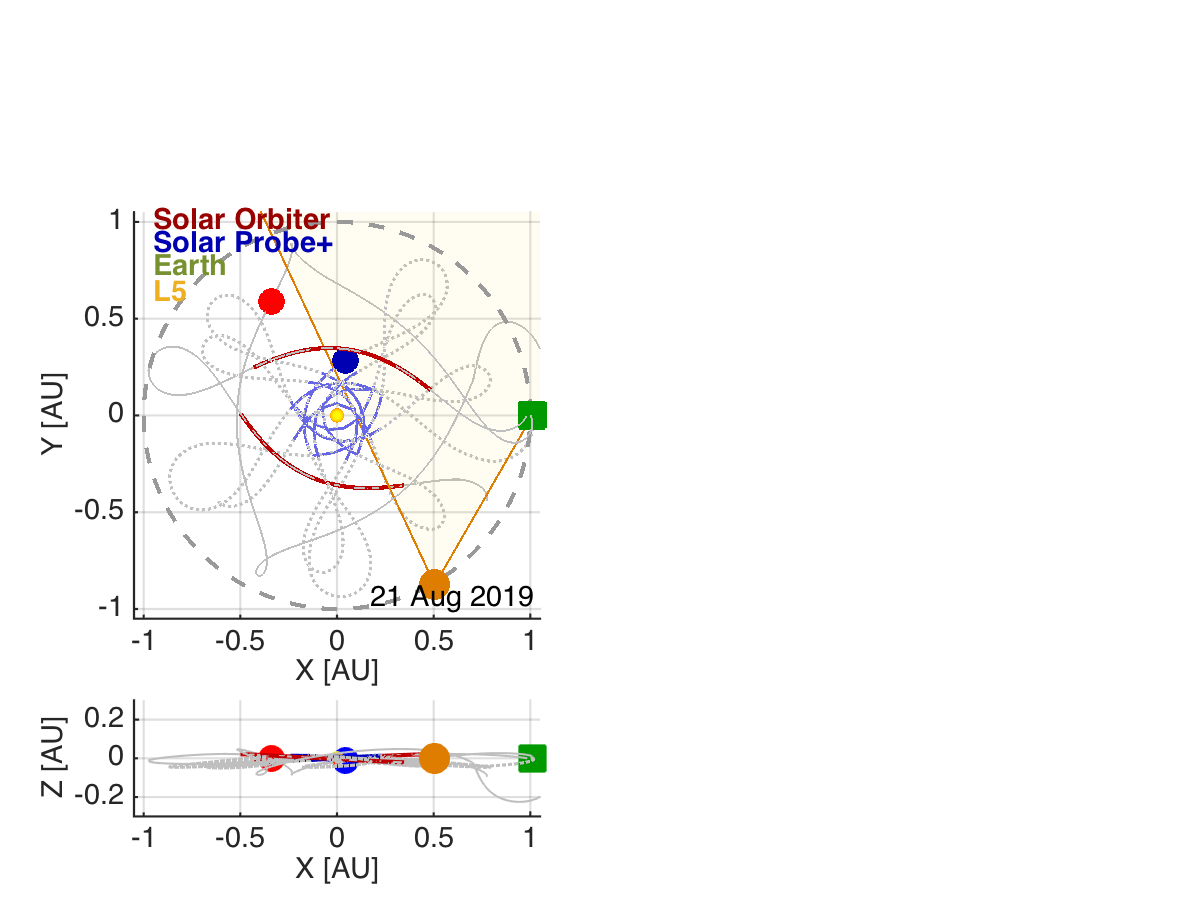 Solar Orbiter
Solar Probe+
Earth
L5
1
0.5
0
-0.5
-1
Y [AU]
21 Aug 2019
-1 -0.5 0 0.5 1
X [AU]
0.2
0
-0.2
Z [AU]
-1 -0.5 0 0.5 1
X [AU]